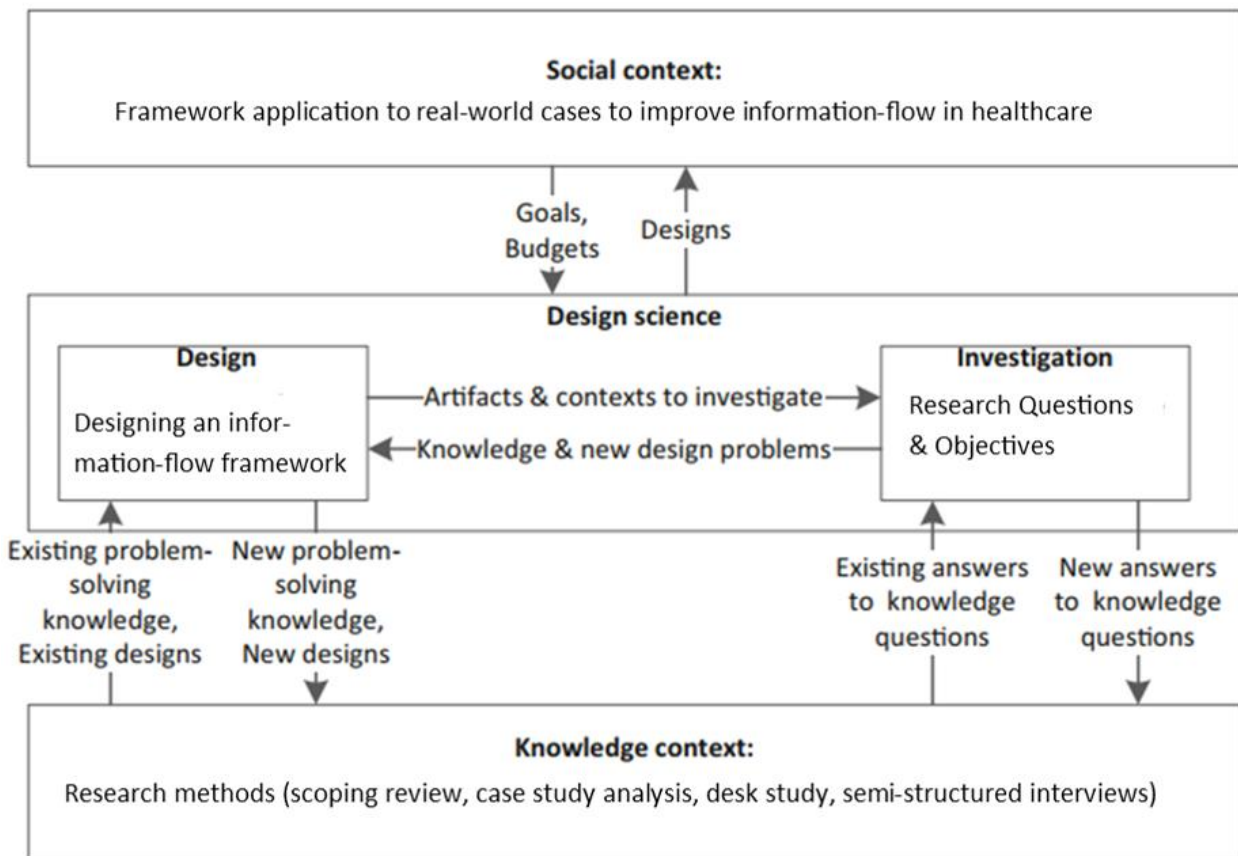 Social context:
Framework application to real-world cases to improve information-flow in healthcare
Goals,
Budgets
Designs
Design science
Design
Designing an infor-
mation-flow framework
Artifacts & contexts to investigate
Knowledge & new design problems
Investigation
Research Questions
& Objectives
Existing problem-
solving
knowledge,
Existing designs
New problem-
solving
knowledge,
New designs
Existing answers
to knowledge
questions
New answers
to knowledge
questions
Knowledge context:
Research methods (scoping review, case study analysis, desk study, semi-structured interviews)